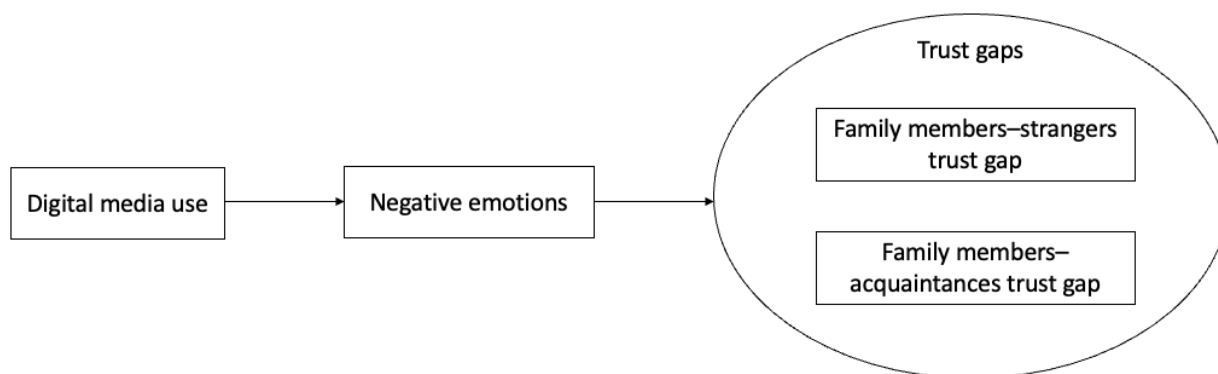 Trust gaps
Family members–strangers
trust gap
Digital media use
Negative emotions
Family members–
acquaintances trust gap